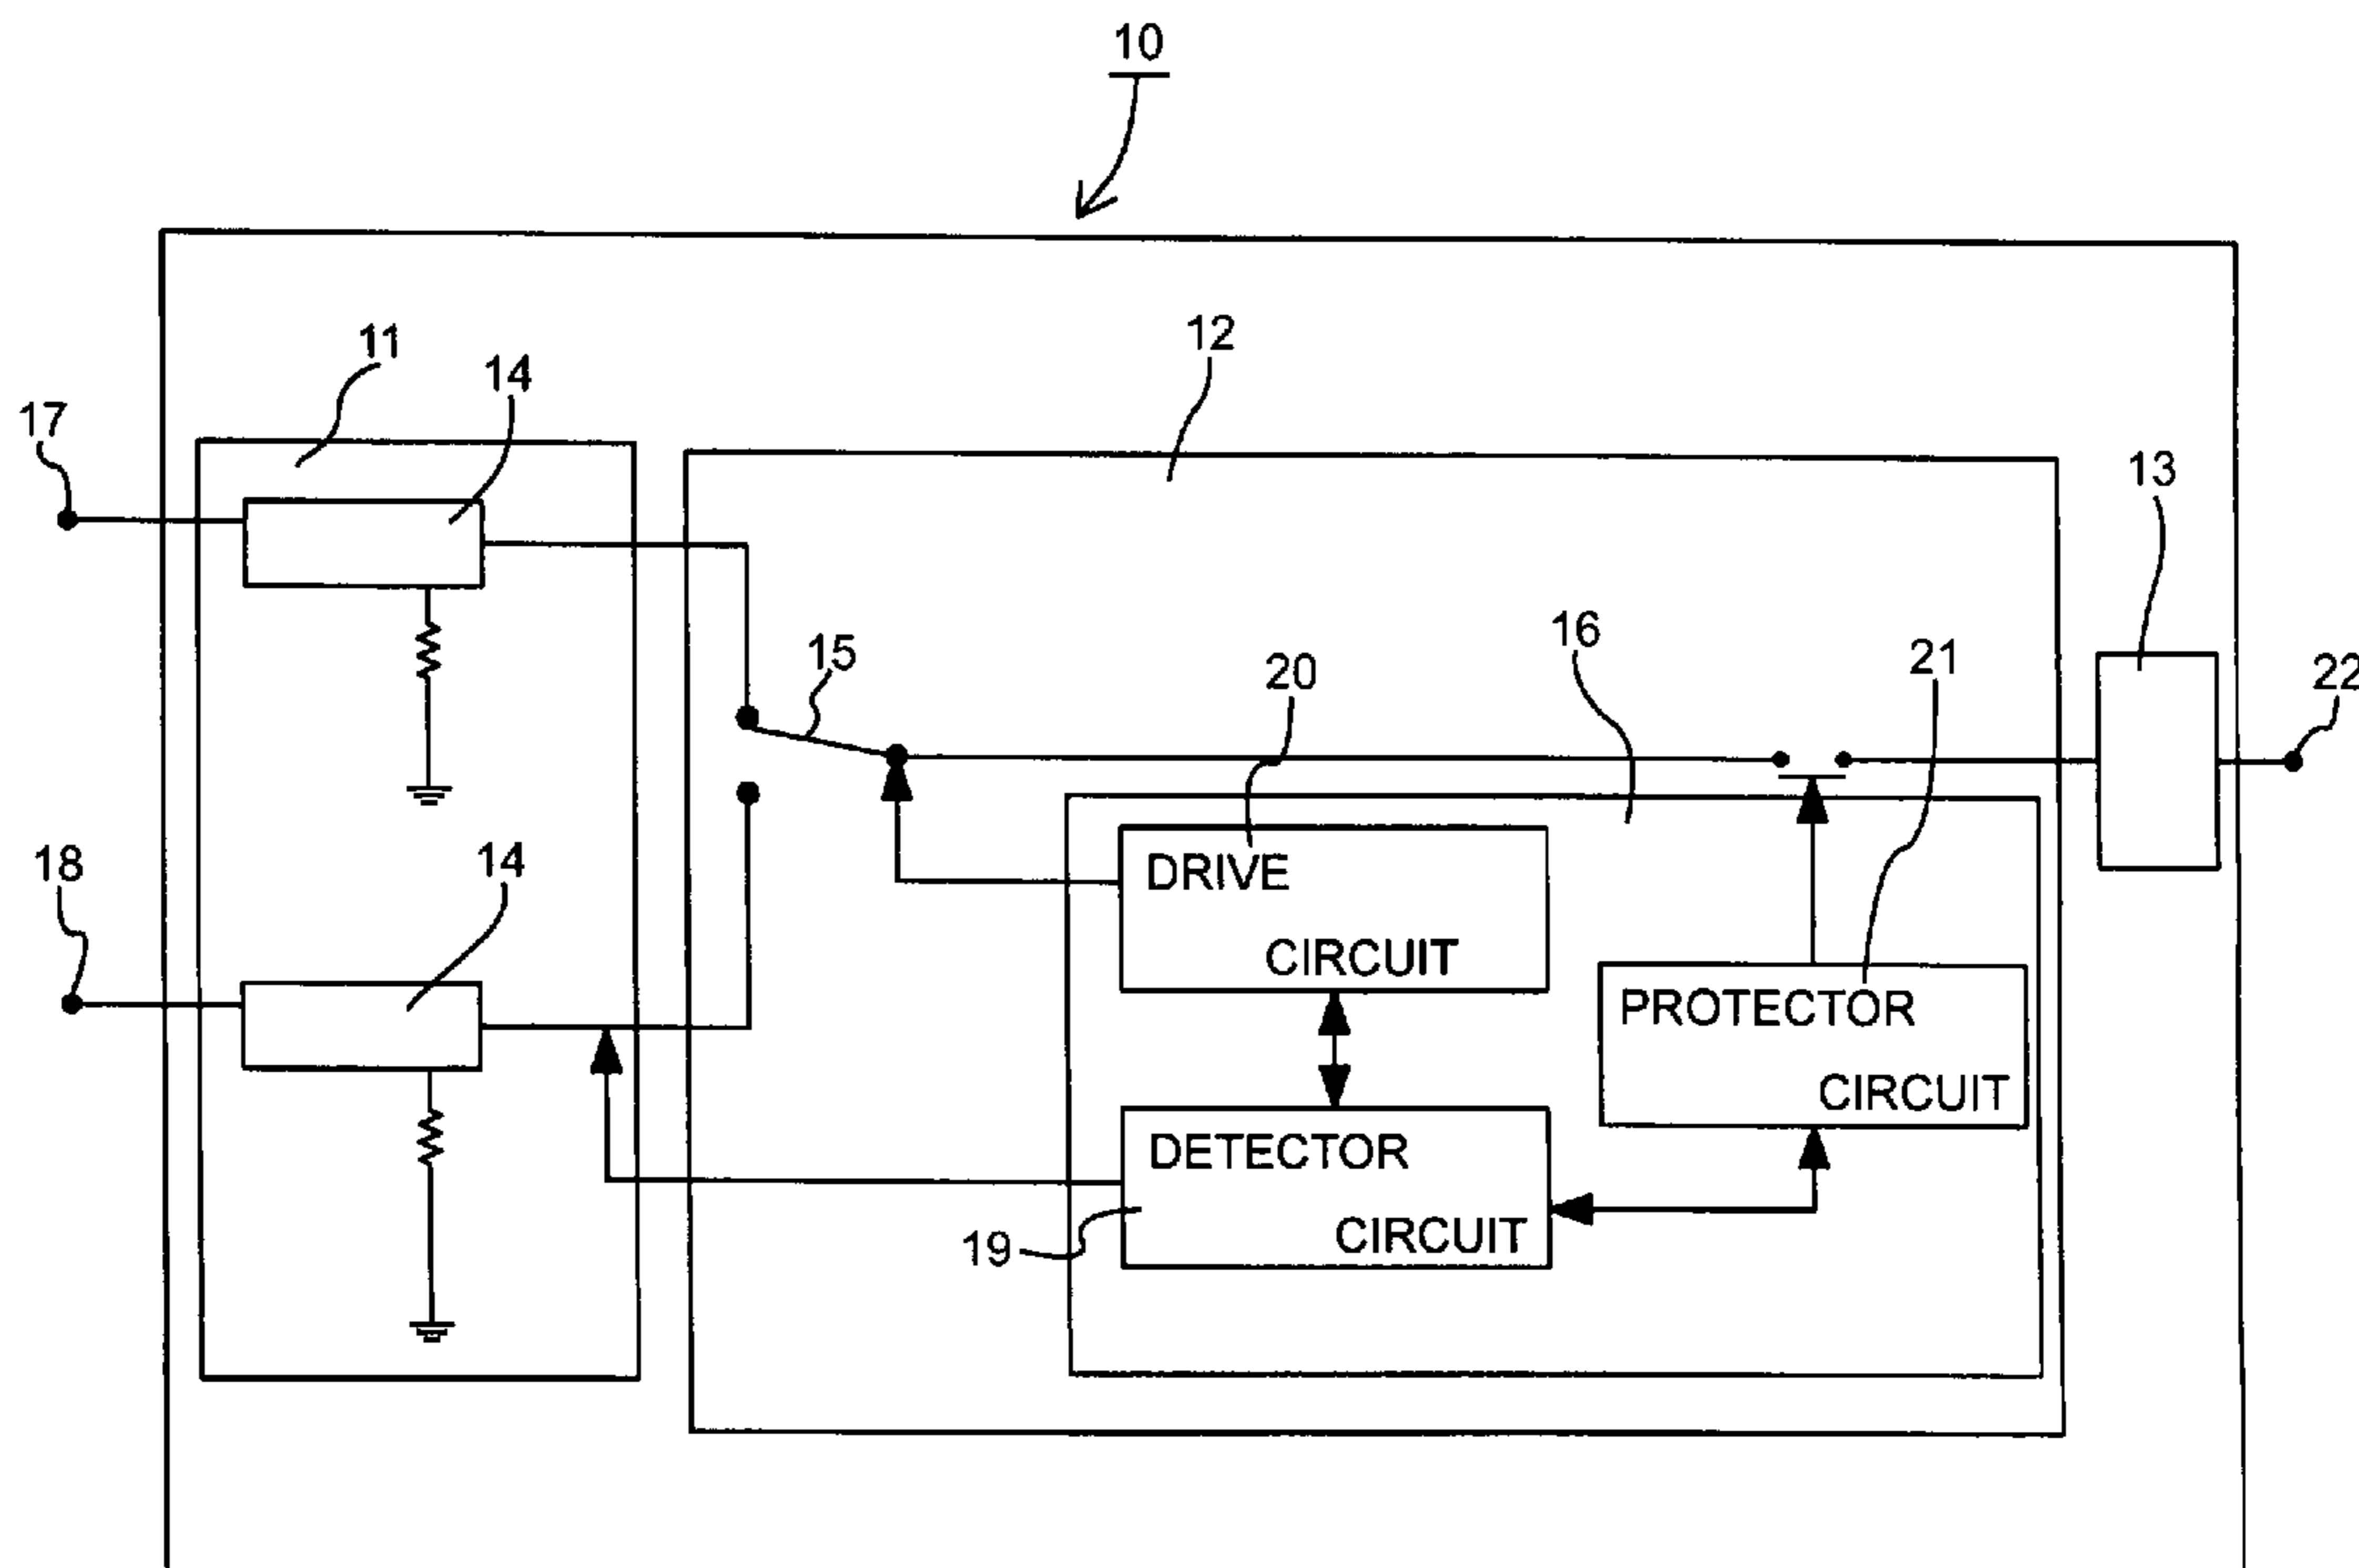 10
11
12
14
17
13
15
16
20
21
22
18
14
DRIVE
CIRCUIT
PROTECTOR
CIRCUIT
DETECTOR
CIRCUIT
19